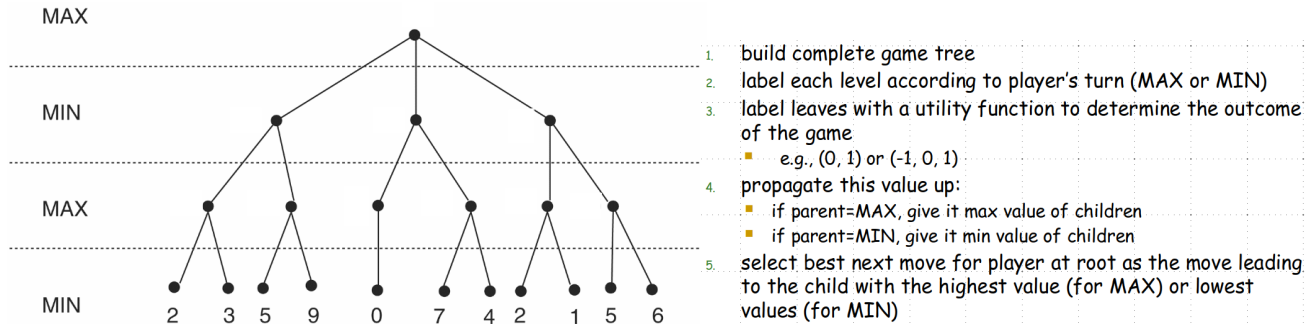 MAX
MIN
MAX
MIN
2 3 5 9 0 7 4 2 1 5 6
1. build complete game tree
2. label each level according to player's turn (MAX or MIN)
3. label leaves with a utility function to determine the outcome
of the game
e.g., (0, 1) or (-1, 0, 1)
4. propagate this value up:
if parent=MAX, give it max value of children
if parent=MIN, give it min value of children
5. select best next move for player at root as the move leading
to the child with the highest value (for MAX) or lowest
values (for MIN)